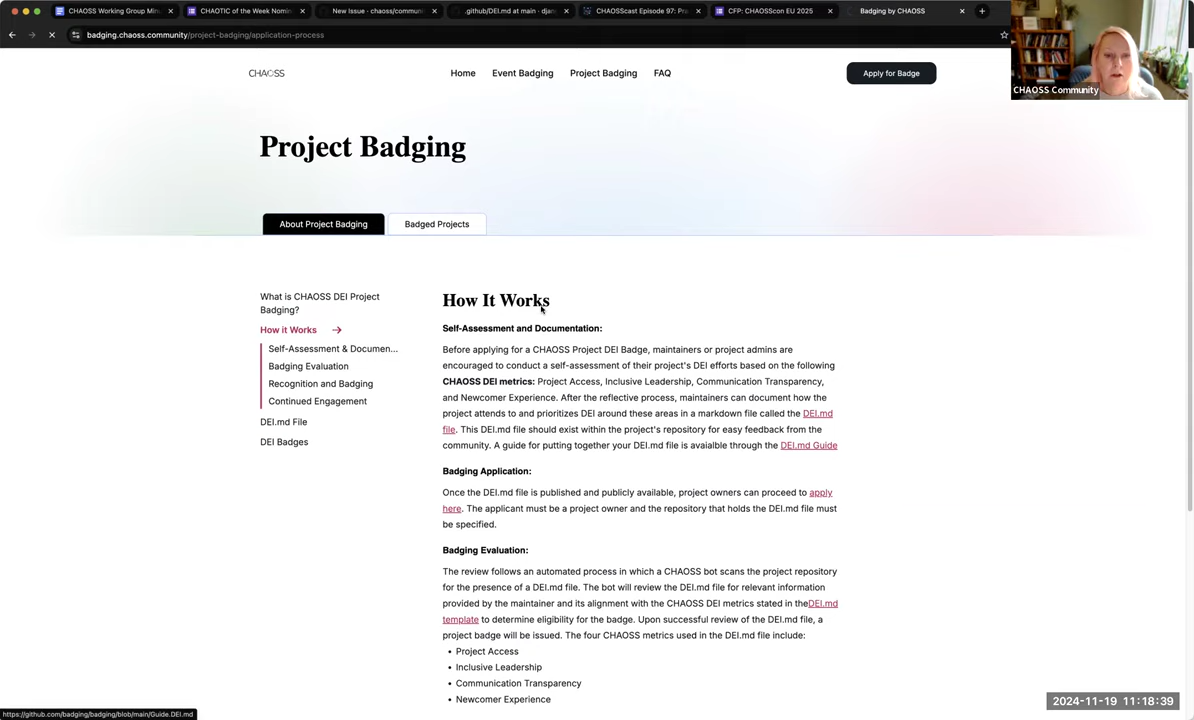 CHAOSS Working Group Min
CHAOTIC of the Week Nomin
New Issue · chaoss/commun
.github/DEI.md at main · djan
CHAOSScast Episode 97: Pra
CFP: CHAOSScon EU 2025
Badging by CHAOSS
badging.chaoss.community/project-badging/application-process
CHAOSS Community
CHAOSS
Home
Event Badging
Project Badging
FAQ
Apply for Badge
Project Badging
About Project Badging
Badged Projects
What is CHAOSS DEI Project
Badging?
How it Works
Self-Assessment & Documen...
Badging Evaluation
Recognition and Badging
Continued Engagement
DEI.md File
DEI Badges
How It Works
Self-Assessment and Documentation:
Before applying for a CHAOSS Project DEI Badge, maintainers or project admins are
encouraged to conduct a self-assessment of their project's DEI efforts based on the following
CHAOSS DEI metrics: Project Access, Inclusive Leadership, Communication Transparency,
and Newcomer Experience. After the reflective process, maintainers can document how the
project attends to and prioritizes DEI around these areas in a markdown file called the DEI.md
file. This DEI.md file should exist within the project's repository for easy feedback from the
community. A guide for putting together your DEI.md file is avaialble through the DEI.md Guide
Badging Application:
Once the DEI.md file is published and publicly available, project owners can proceed to apply
here. The applicant must be a project owner and the repository that holds the DEI.md file must
be specified.
Badging Evaluation:
The review follows an automated process in which a CHAOSS bot scans the project repository
for the presence of a DEI.md file. The bot will review the DEI.md file for relevant information
provided by the maintainer and its alignment with the CHAOSS DEI metrics stated in theDEI.md
template to determine eligibility for the badge. Upon successful review of the DEI.md file, a
project badge will be issued. The four CHAOSS metrics used in the DEI.md file include:
• Project Access
• Inclusive Leadership
• Communication Transparency
• Newcomer Experience
https://github.com/badging/badging/blob/main/Guide.DEI.md
2024-11-19 11:18:39